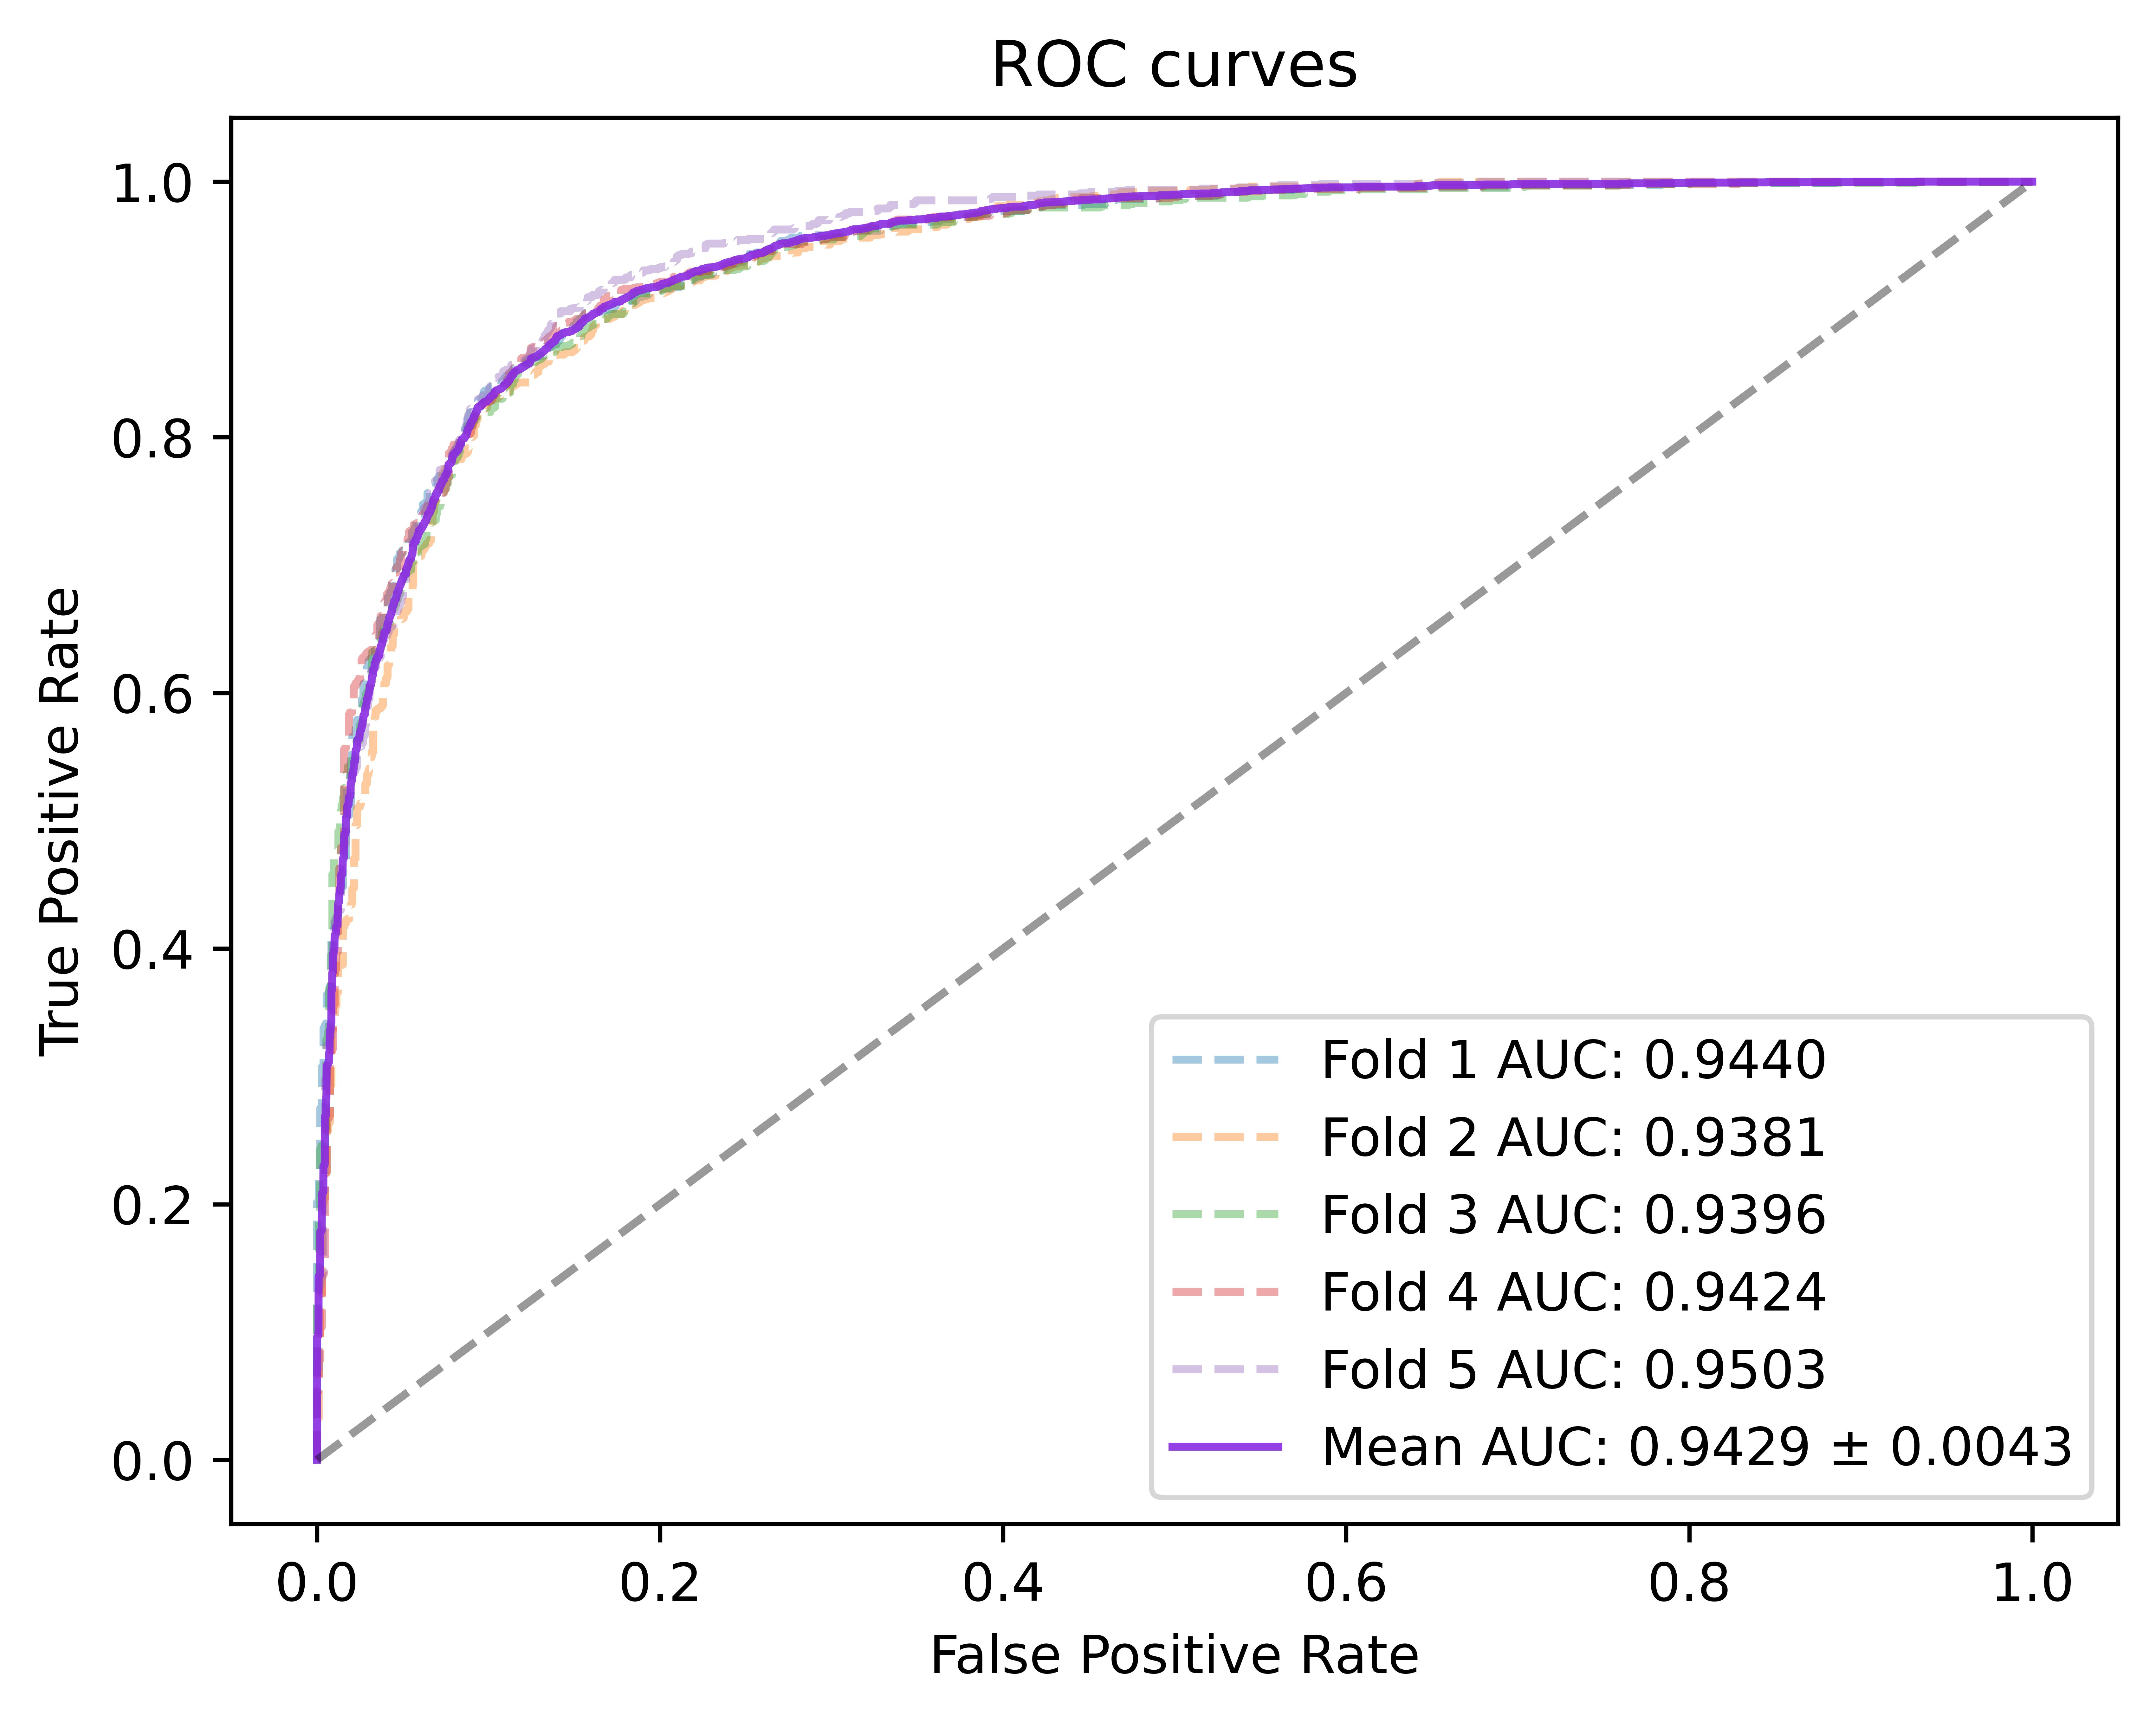 ROC curves
1.0
0.8
0.6
0.4
0.2
0.0
True Positive Rate
Fold 1 AUC: 0.9440
Fold 2 AUC: 0.9381
Fold 3 AUC: 0.9396
Fold 4 AUC: 0.9424
Fold 5 AUC: 0.9503
Mean AUC: 0.9429 ± 0.0043
0.0 0.2 0.4 0.6 0.8 1.0
False Positive Rate